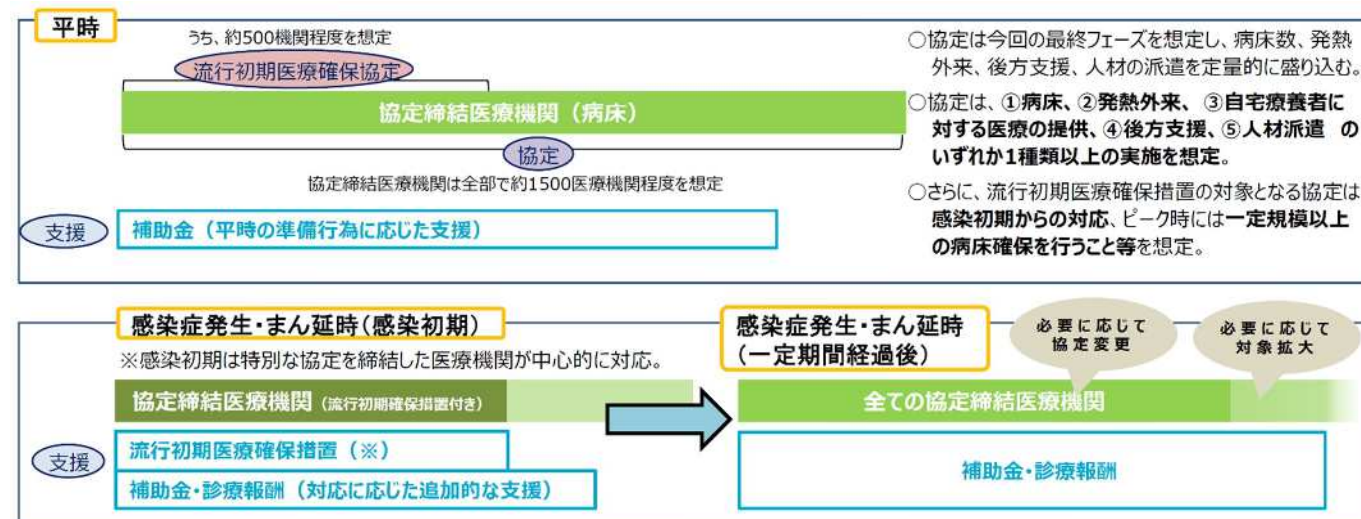 平時
うち、約500機関程度を想定
流行初期医療確保協定
協定締結医療機関（病床）
協定
協定締結医療機関は全部で約1500医療機関程度を想定
支援
補助金（平時の準備行為に応じた支援）
○協定は今回の最終フェーズを想定し、病床数、発熱
外来、後方支援、人材の派遣を定量的に盛り込む。
○協定は、①病床、②発熱外来、③自宅療養者に
対する医療の提供、④後方支援、⑤人材派遣 の
いずれか1種類以上の実施を想定。
○さらに、流行初期医療確保措置の対象となる協定は
感染初期からの対応、ピーク時には一定規模以上
の病床確保を行うこと等を想定。
感染症発生・まん延時（感染初期）
※感染初期は特別な協定を締結した医療機関が中心的に対応。
協定締結医療機関（流行初期確保措置付き）
支援
流行初期医療確保措置（※）
補助金・診療報酬（対応に応じた追加的な支援）
感染症発生・まん延時
（一定期間経過後）
必要に応じて
協定変更
必要に応じて
対象拡大
全ての協定締結医療機関
補助金・診療報酬